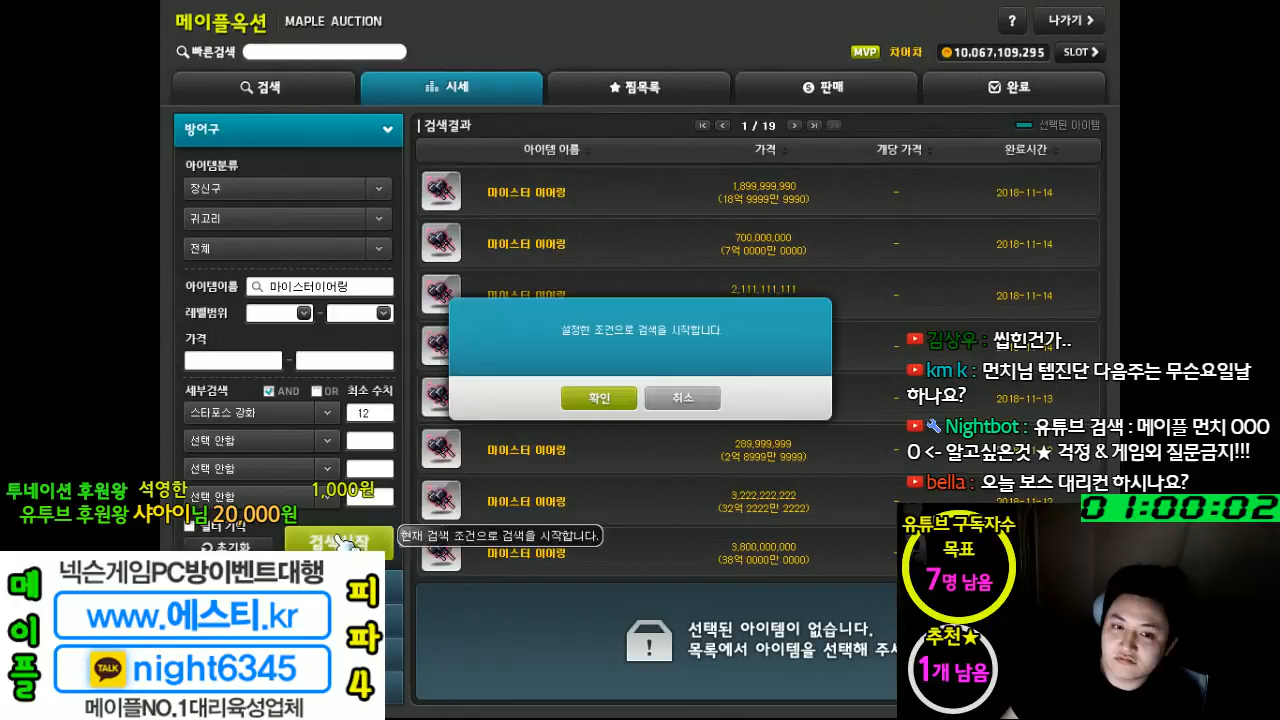 메이플옥션 MAPLE AUCTION
? 나가기
빠른검색
MVP 차어차 10,067,109,295 SLOT
검색 시세 찜목록 판매 완료
방어구
아이템분류
장신구
귀고리
전체
아이템이름 마이스터이어링
레벨범위 -
가격
-
세부검색 AND OR 최소 수치
스타포스 강화 12
선택 안함
선택 안함
선택 안함
초기화
검색결과 1 / 19 선택된 아이템
아이템 이름 가격 개당 가격 완료시간
마이스터 이어링 1,899,999,990 (18억 9999만 9990) - 2018-11-14
마이스터 이어링 700,000,000 (7억 0000만 0000) - 2018-11-14
마이스터 이어링 2,111,111,111 - 2018-11-14
설정한 조건으로 검색을 시작합니다.
확인 취소
- 2018-11-13
마이스터 이어링 289,999,999 (2억 8999만 9999) -
마이스터 이어링 3,222,222,222 (32억 2222만 2222) -
마이스터 이어링 3,800,000,000 (38억 0000만 0000) -
현재 검색 조건으로 검색을 시작합니다.
선택된 아이템이 없습니다.
목록에서 아이템을 선택해 주세
김상우 : 씹힌건가..
km k : 먼치님 템진단 다음주는 무슨요일날
하나요?
Nightbot : 유튜브 검색 : 메이플 먼치 OOO
O <- 알고싶은것 ★ 걱정 & 게임외 질문금지!!!
bella : 오늘 보스 대리컨 하시나요?
01:00:02
투네이션 후원왕 석영한 1,000원
유투브 후원왕 샤아이님 20,000원
유튜브 구독자수
목표
7명 남음
추천★
1개 남음
메이플
넥슨게임PC방이벤트대행
www.에스티.kr
TALK night6345
메이플NO.1대리육성업체
피파4